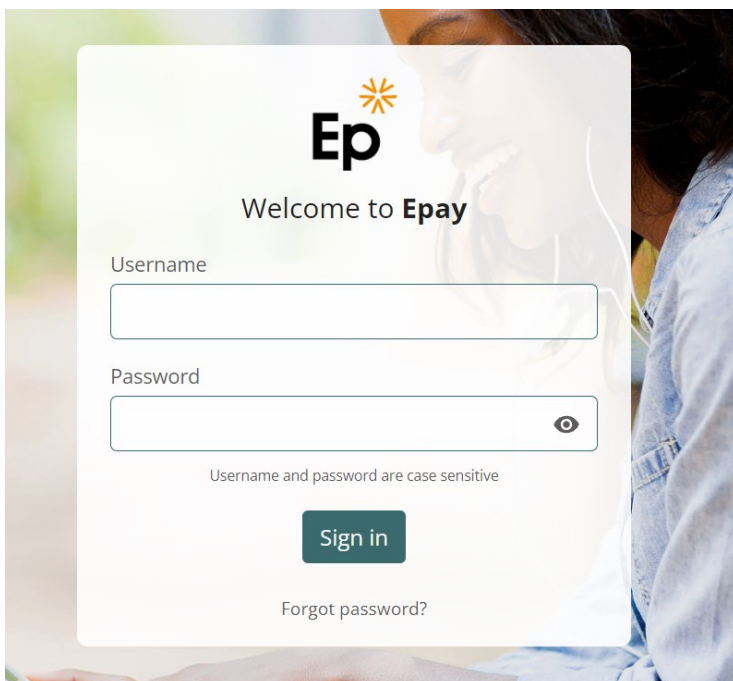 Ep
Welcome to Epay
Username
Password
Username and password are case sensitive
Sign in
Forgot password?